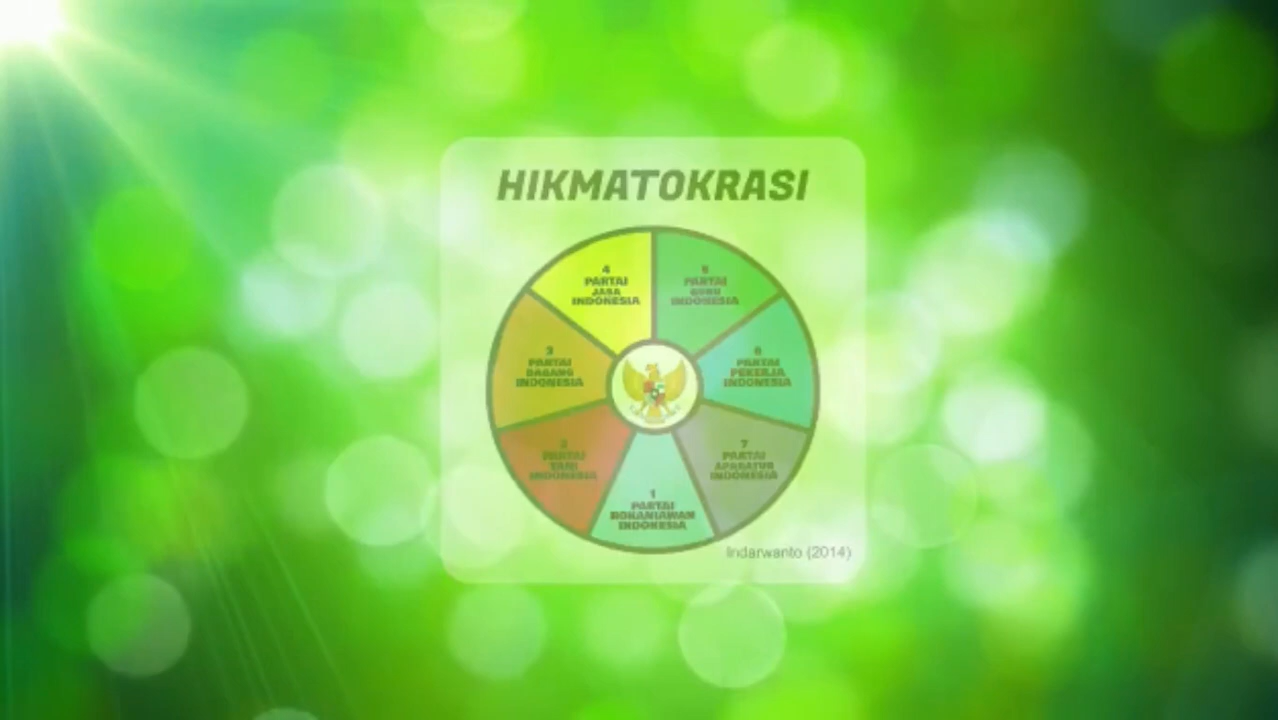 HIKMATOKRASI
4
PARTAI
JASA
INDONESIA
5
PARTAI
GURU
INDONESIA
3
PARTAI
DAGANG
INDONESIA
6
PARTAI
PEKERJA
INDONESIA
2
PARTAI
TANI
INDONESIA
7
PARTAI
APARATUR
INDONESIA
1
PARTAI
ROHANIAWAN
INDONESIA
Indarwanto (2014)